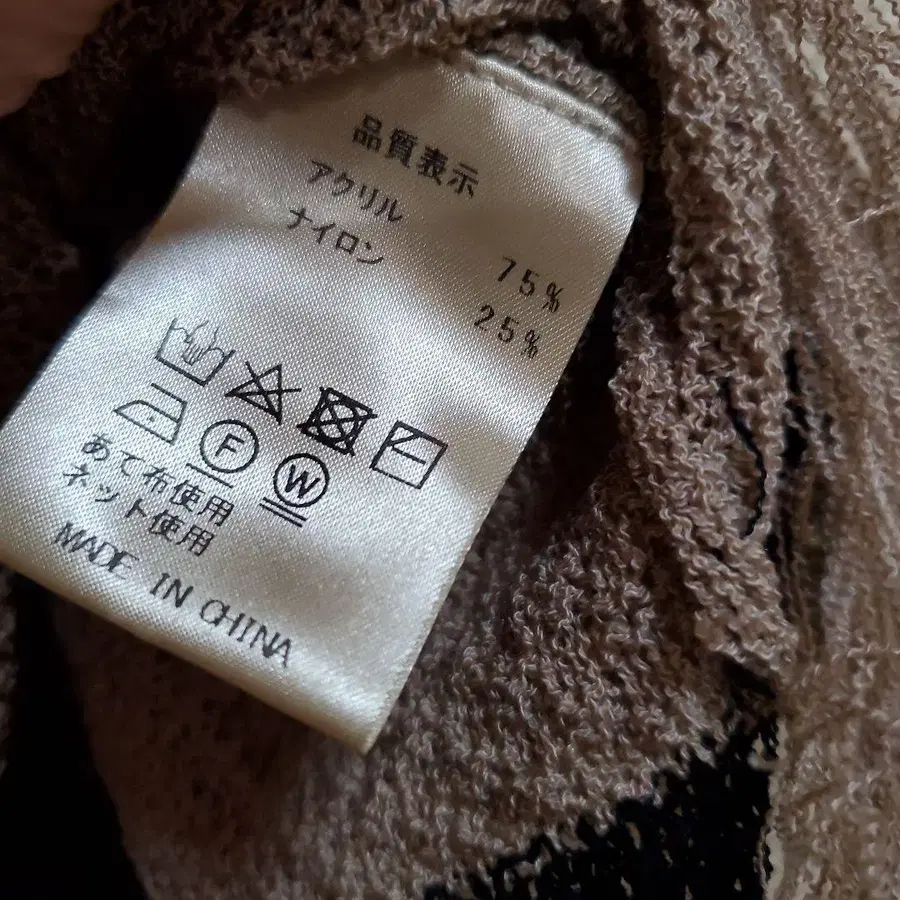 品質表示
アクリル 75%
ナイロン 25%
F W
あて布使用
ネット使用
MADE IN CHINA